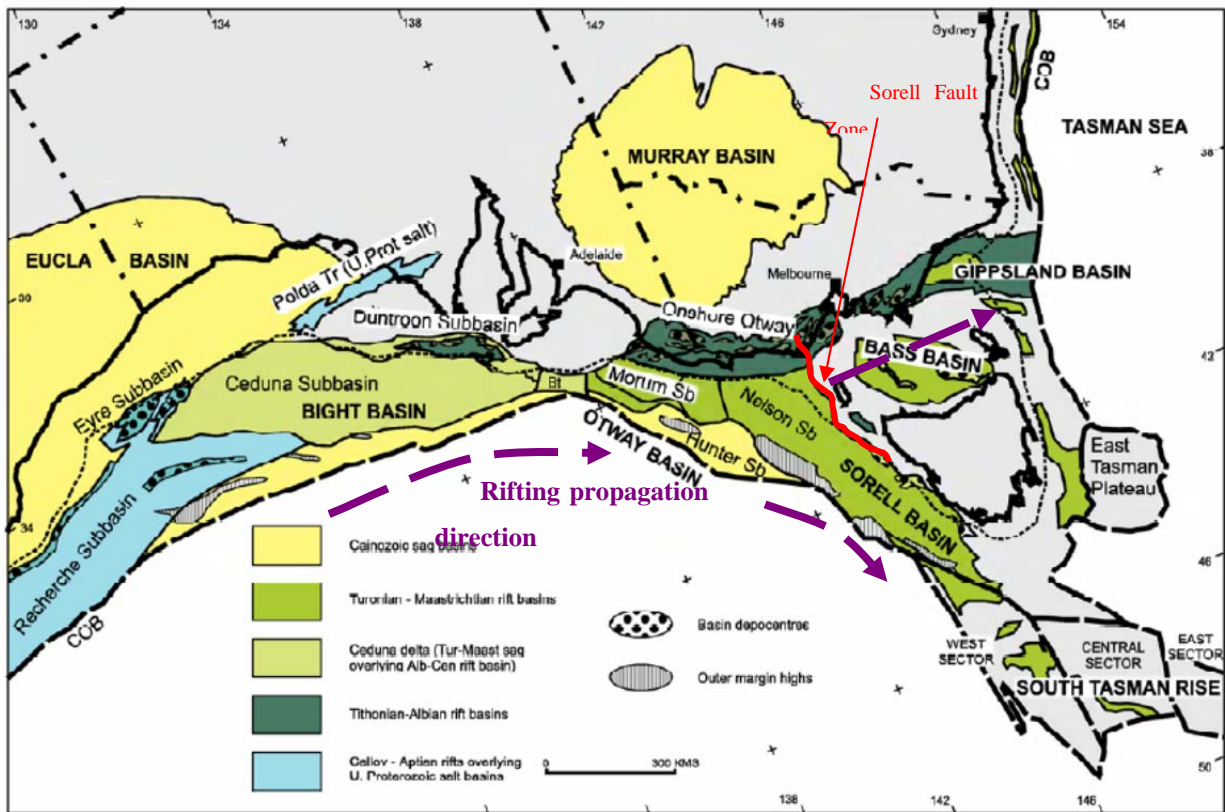 130
134
138
142
146
150
154
Sydney
COB
Sorell Fault
Zone
TASMAN SEA
38
MURRAY BASIN
EUCLA BASIN
Polda Tr (U.Prot salt)
Adelaide
Melbourne
GIPPSLAND BASIN
30
Duntroon Subbasin
Onshore Otway
BASS BASIN
42
Eyre Subbasin
Ceduna Subbasin
BIGHT BASIN
Bt
Morum Sb
Nelson Sb
Hunter Sb
OTWAY BASIN
SORELL BASIN
East
Tasman
Plateau
Rifting propagation
direction
34
Recherche Subbasin
COB
46
Cainozoic sag basins
Turonian - Maastrichtian rift basins
Ceduna delta (Tur-Maast sag
overlying Alb-Cen rift basin)
Tithonian-Albian rift basins
Callov - Aptian rifts overlying
U. Proterozoic salt basins
Basin depocentres
Outer margin highs
0 300 KMS
WEST
SECTOR
CENTRAL
SECTOR
EAST
SECTOR
SOUTH TASMAN RISE
50
138
142
146